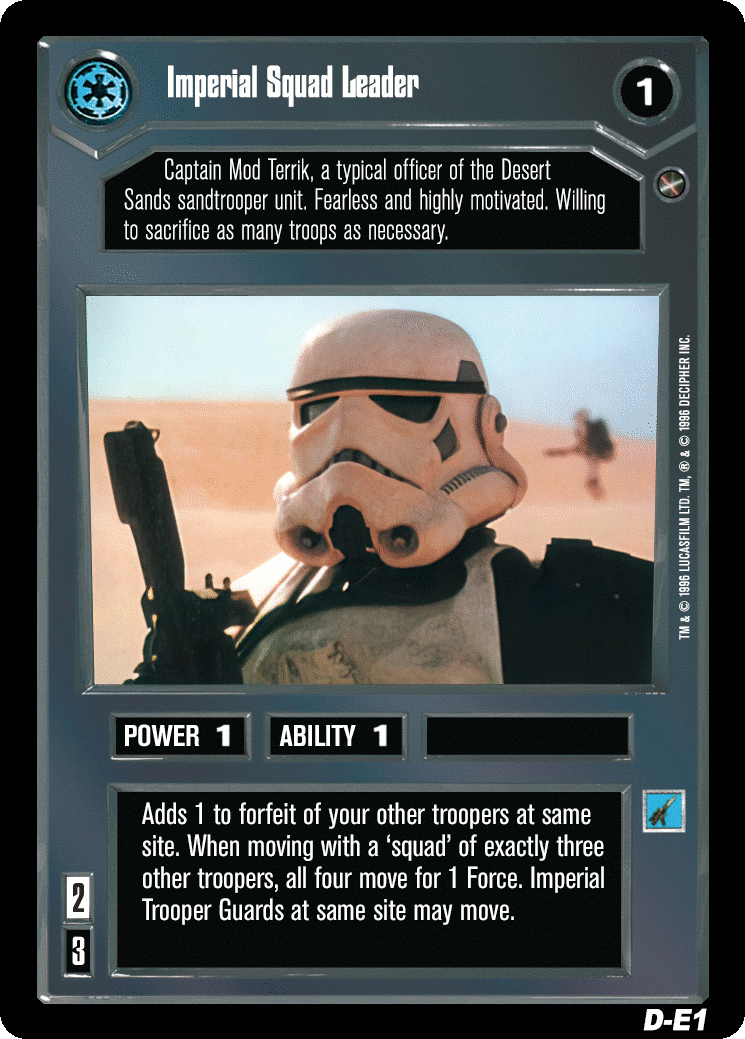 Imperial Squad Leader
1
Captain Mod Terrik, a typical officer of the Desert
Sands sandtrooper unit. Fearless and highly motivated. Willing
to sacrifice as many troops as necessary.
TM & © 1996 LUCASFILM LTD. TM, ® & © 1996 DECIPHER INC.
POWER 1
ABILITY 1
Adds 1 to forfeit of your other troopers at same
site. When moving with a ‘squad’ of exactly three
other troopers, all four move for 1 Force. Imperial
Trooper Guards at same site may move.
2
3
D-E1